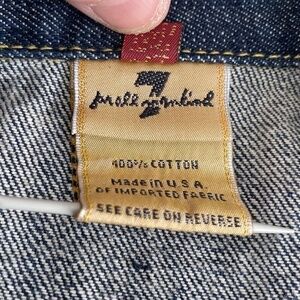 7
for all mankind
100% COTTON
Made in U.S.A.
OF IMPORTED FABRIC
SEE CARE ON REVERSE